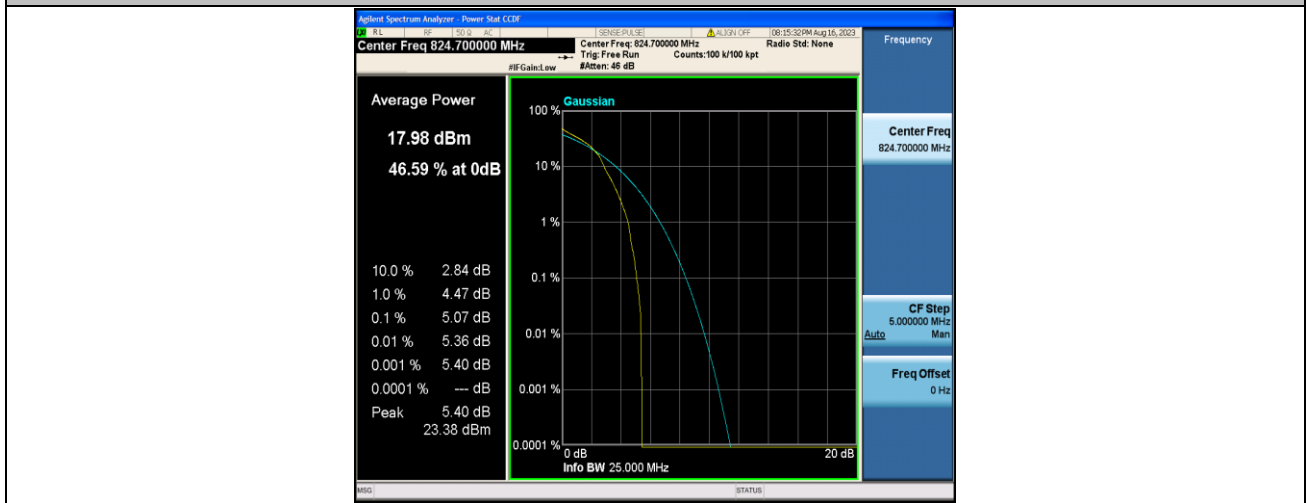 Agilent Spectrum Analyzer - Power Stat CCDF
RL RF 50 Ω AC SENSE:PULSE ALIGN OFF 08:15:32PM Aug 16, 2023
Center Freq 824.700000 MHz
Center Freq: 824.700000 MHz Radio Std: None
Trig: Free Run Counts:100 k/100 kpt
#IFGain:Low #Atten: 46 dB
Average Power
17.98 dBm
46.59 % at 0dB
10.0 % 2.84 dB
1.0 % 4.47 dB
0.1 % 5.07 dB
0.01 % 5.36 dB
0.001 % 5.40 dB
0.0001 % --- dB
Peak 5.40 dB
23.38 dBm
Gaussian
100 %
10 %
1 %
0.1 %
0.01 %
0.001 %
0.0001 %
0 dB 20 dB
Info BW 25.000 MHz
Frequency
Center Freq
824.700000 MHz
CF Step
5.000000 MHz
Auto Man
Freq Offset
0 Hz
MSG STATUS